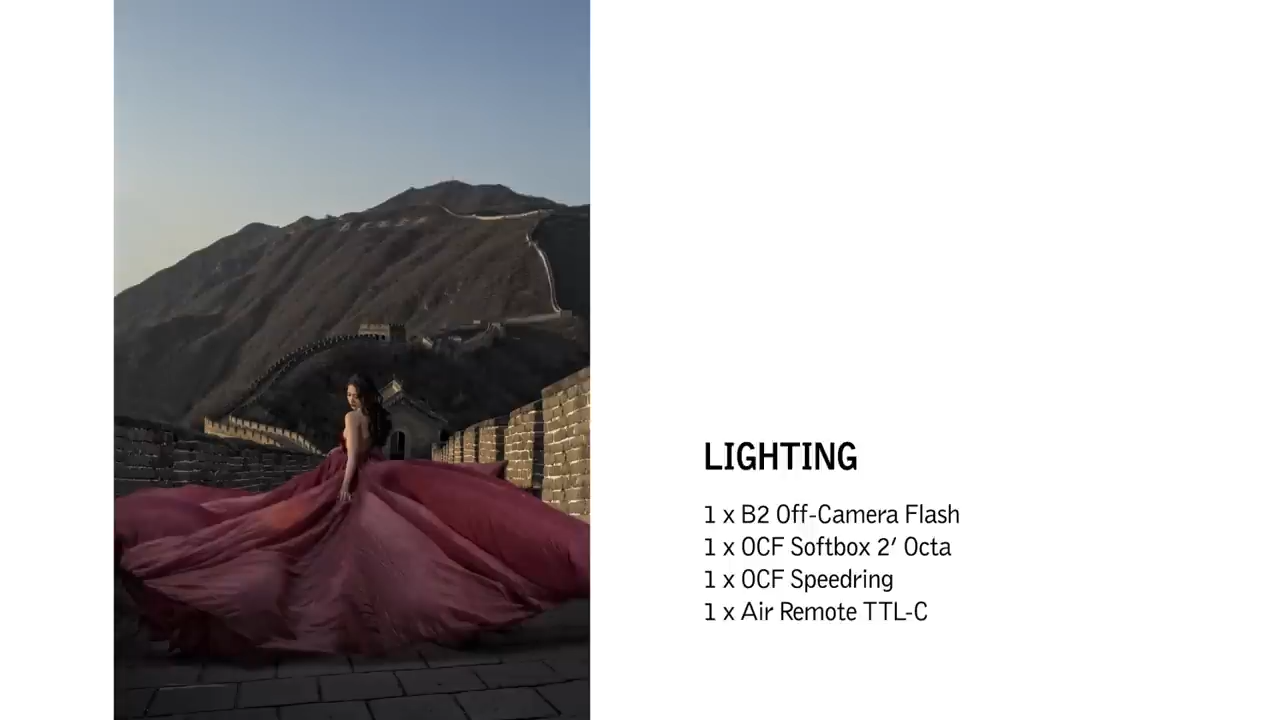 LIGHTING
1 x B2 Off-Camera Flash
1 x OCF Softbox 2′ Octa
1 x OCF Speedring
1 x Air Remote TTL-C